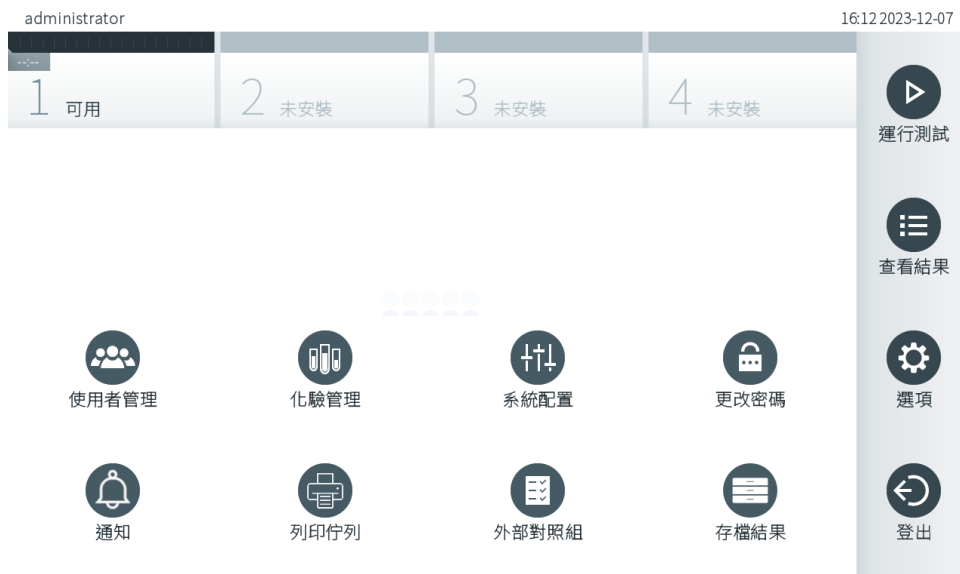 administrator
16:12 2023-12-07
--:--
1 可用
2 未安裝
3 未安裝
4 未安裝
運行測試
查看結果
使用者管理
化驗管理
系統配置
更改密碼
選項
通知
列印佇列
外部對照組
存檔結果
登出